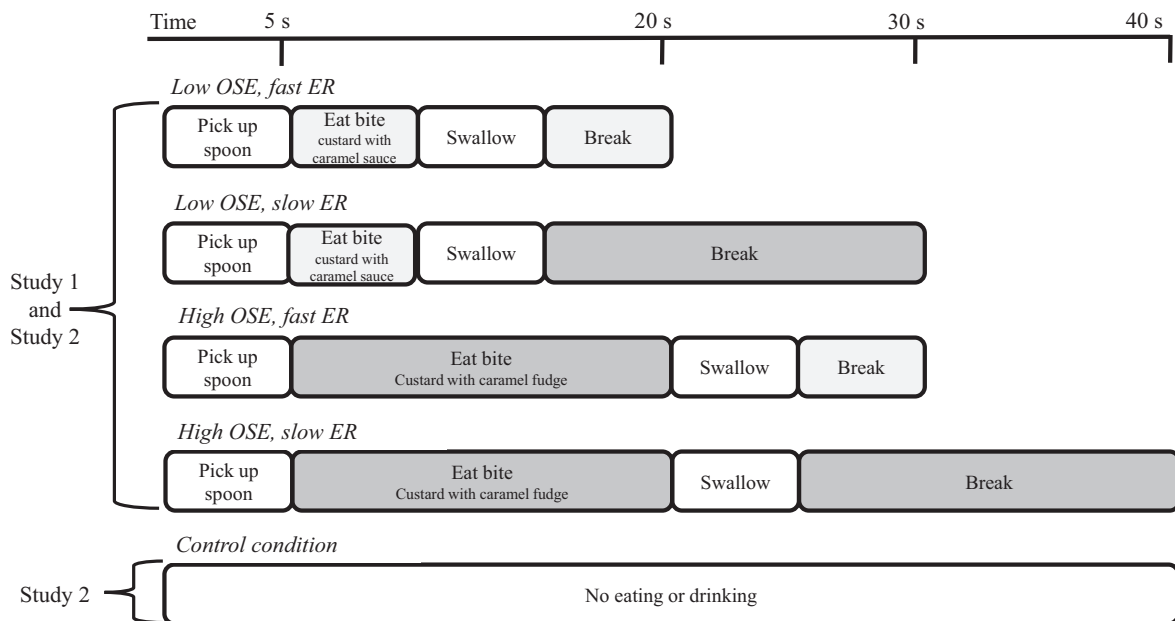 Time 5 s 20 s 30 s 40 s
Low OSE, fast ER
Pick up
spoon
Eat bite
custard with
caramel sauce
Swallow
Break
Low OSE, slow ER
Pick up
spoon
Eat bite
custard with
caramel sauce
Swallow
Break
Study 1
and
Study 2
High OSE, fast ER
Pick up
spoon
Eat bite
Custard with caramel fudge
Swallow
Break
High OSE, slow ER
Pick up
spoon
Eat bite
Custard with caramel fudge
Swallow
Break
Control condition
Study 2
No eating or drinking